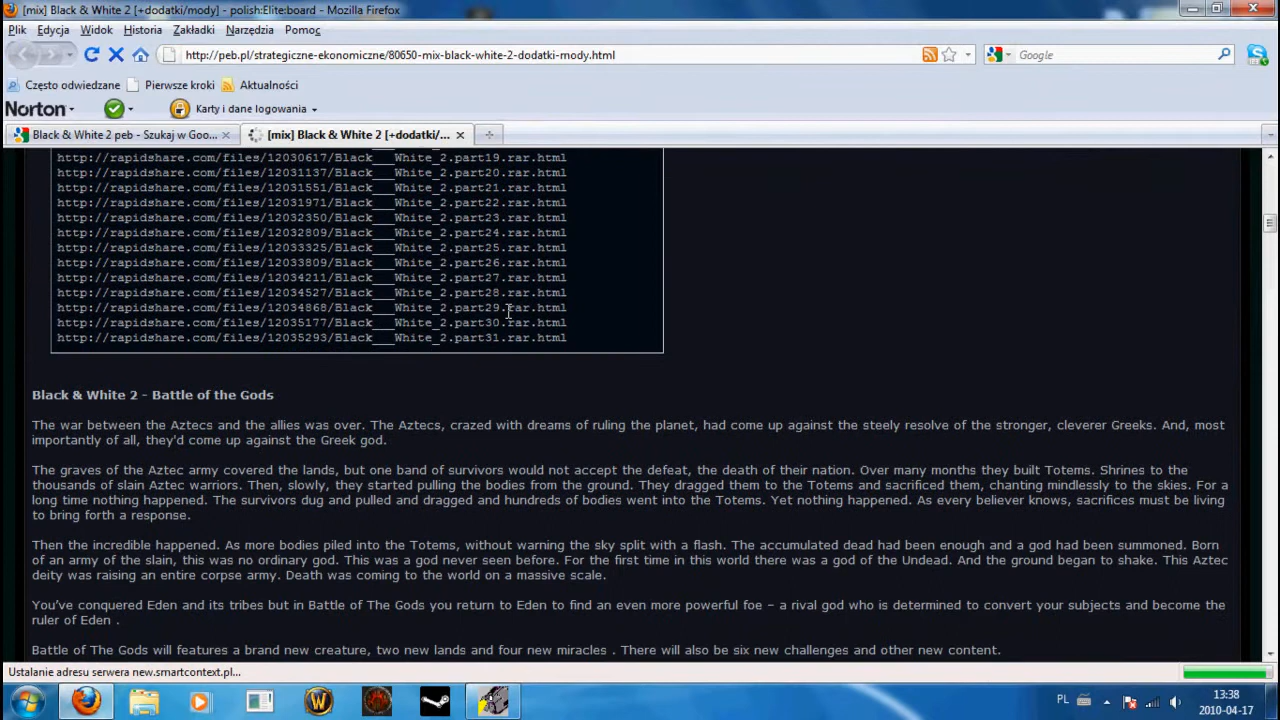 [mix] Black & White 2 [+dodatki/mody] - polish:Elite:board - Mozilla Firefox
Plik Edycja Widok Historia Zakładki Narzędzia Pomoc
http://peb.pl/strategiczne-ekonomiczne/80650-mix-black-white-2-dodatki-mody.html
Google
Często odwiedzane Pierwsze kroki Aktualności
Norton Karty i dane logowania
Black & White 2 peb - Szukaj w Goo... [mix] Black & White 2 [+dodatki/...
http://rapidshare.com/files/12030617/Black___White_2.part19.rar.html
http://rapidshare.com/files/12031137/Black___White_2.part20.rar.html
http://rapidshare.com/files/12031551/Black___White_2.part21.rar.html
http://rapidshare.com/files/12031971/Black___White_2.part22.rar.html
http://rapidshare.com/files/12032350/Black___White_2.part23.rar.html
http://rapidshare.com/files/12032809/Black___White_2.part24.rar.html
http://rapidshare.com/files/12033325/Black___White_2.part25.rar.html
http://rapidshare.com/files/12033809/Black___White_2.part26.rar.html
http://rapidshare.com/files/12034211/Black___White_2.part27.rar.html
http://rapidshare.com/files/12034527/Black___White_2.part28.rar.html
http://rapidshare.com/files/12034868/Black___White_2.part29.rar.html
http://rapidshare.com/files/12035177/Black___White_2.part30.rar.html
http://rapidshare.com/files/12035293/Black___White_2.part31.rar.html
Black & White 2 - Battle of the Gods
The war between the Aztecs and the allies was over. The Aztecs, crazed with dreams of ruling the planet, had come up against the steely resolve of the stronger, cleverer Greeks. And, most
importantly of all, they'd come up against the Greek god.
The graves of the Aztec army covered the lands, but one band of survivors would not accept the defeat, the death of their nation. Over many months they built Totems. Shrines to the
thousands of slain Aztec warriors. Then, slowly, they started pulling the bodies from the ground. They dragged them to the Totems and sacrificed them, chanting mindlessly to the skies. For a
long time nothing happened. The survivors dug and pulled and dragged and hundreds of bodies went into the Totems. Yet nothing happened. As every believer knows, sacrifices must be living
to bring forth a response.
Then the incredible happened. As more bodies piled into the Totems, without warning the sky split with a flash. The accumulated dead had been enough and a god had been summoned. Born
of an army of the slain, this was no ordinary god. This was a god never seen before. For the first time in this world there was a god of the Undead. And the ground began to shake. This Aztec
deity was raising an entire corpse army. Death was coming to the world on a massive scale.
You've conquered Eden and its tribes but in Battle of The Gods you return to Eden to find an even more powerful foe – a rival god who is determined to convert your subjects and become the
ruler of Eden .
Battle of The Gods will features a brand new creature, two new lands and four new miracles . There will also be six new challenges and other new content.
Ustalanie adresu serwera new.smartcontext.pl...
PL 13:38
2010-04-17